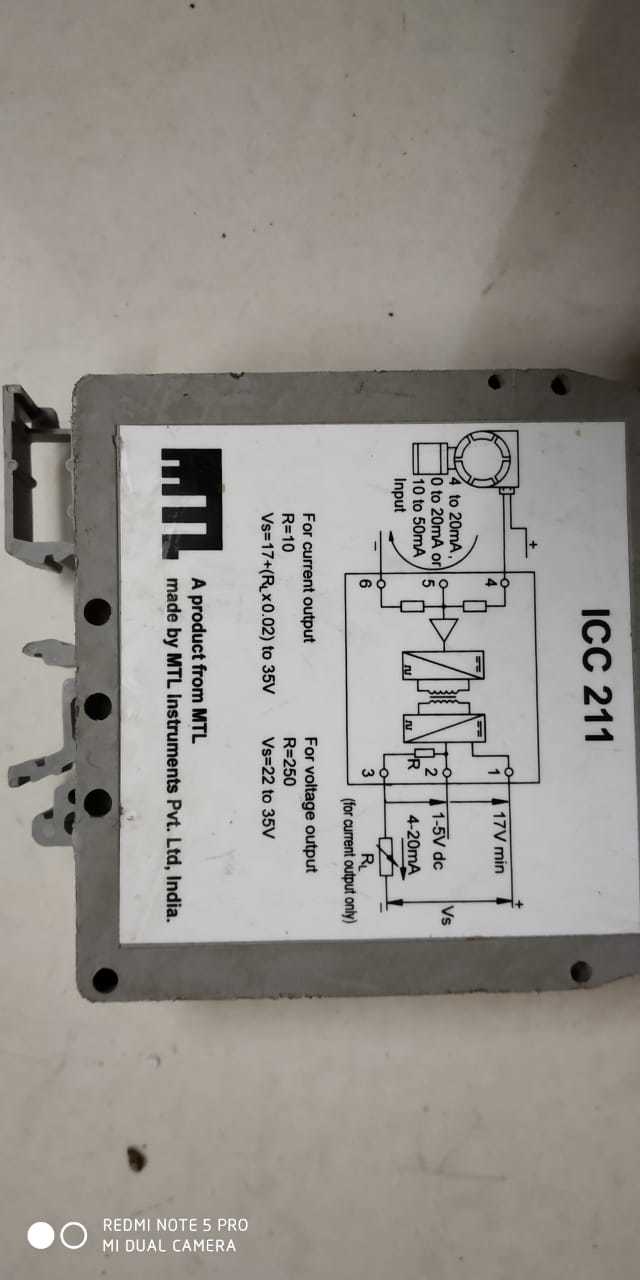 ICC 211
4 to 20mA ,
0 to 20mA or
10 to 50mA
Input
+
−
4
5
6
1
2
3
R
17V min
1-5V dc
4-20mA
RL
(for current output only)
Vs
+
−
For current output
R=10
Vs=17+(RLx0.02) to 35V
For voltage output
R=250
Vs=22 to 35V
MTL
A product from MTL
made by MTL Instruments Pvt. Ltd, India.
REDMI NOTE 5 PRO
MI DUAL CAMERA